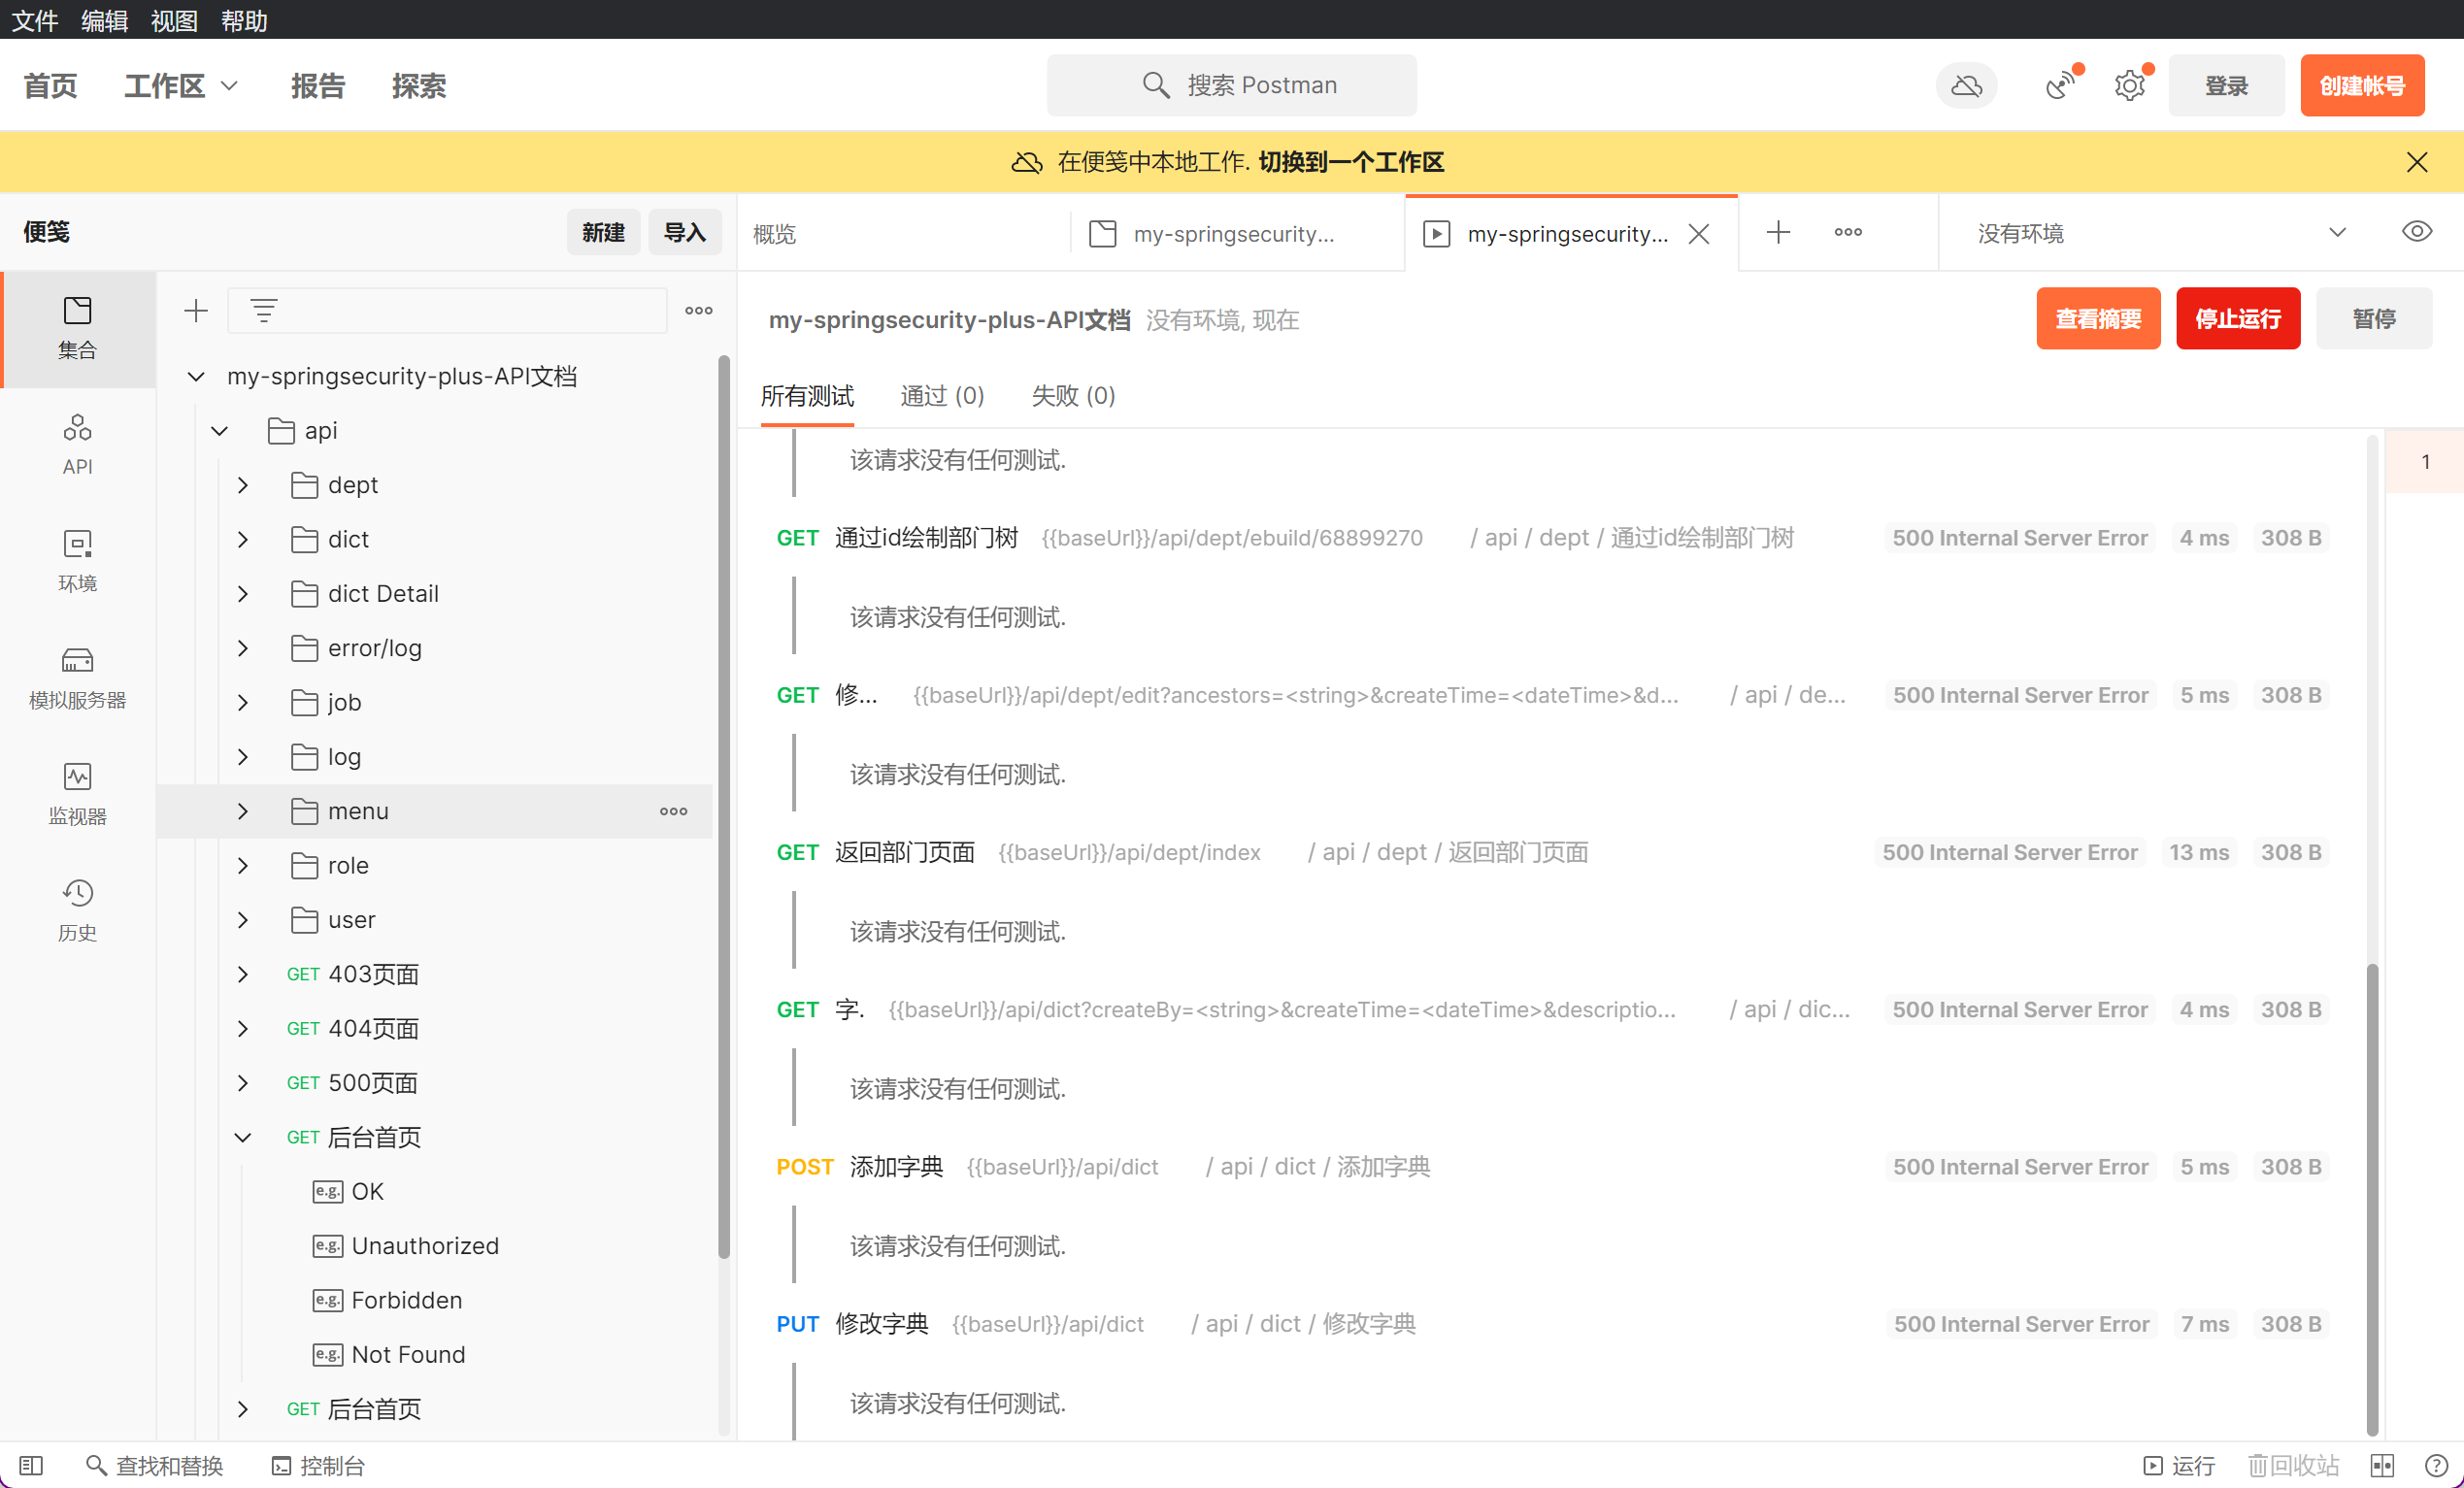 文件 编辑 视图 帮助
首页 工作区 报告 探索 搜索 Postman 登录 创建帐号
在便笺中本地工作. 切换到一个工作区
便笺 新建 导入 概览 my-springsecurity... my-springsecurity... 没有环境
集合
API
环境
模拟服务器
监视器
历史
my-springsecurity-plus-API文档
api
dept
dict
dict Detail
error/log
job
log
menu
role
user
GET 403页面
GET 404页面
GET 500页面
GET 后台首页
e.g. OK
e.g. Unauthorized
e.g. Forbidden
e.g. Not Found
GET 后台首页
my-springsecurity-plus-API文档 没有环境, 现在 查看摘要 停止运行 暂停
所有测试 通过 (0) 失败 (0)
1
该请求没有任何测试.
GET 通过id绘制部门树 {{baseUrl}}/api/dept/ebuild/68899270 / api / dept / 通过id绘制部门树 500 Internal Server Error 4 ms 308 B
该请求没有任何测试.
GET 修... {{baseUrl}}/api/dept/edit?ancestors=<string>&createTime=<dateTime>&d... / api / de... 500 Internal Server Error 5 ms 308 B
该请求没有任何测试.
GET 返回部门页面 {{baseUrl}}/api/dept/index / api / dept / 返回部门页面 500 Internal Server Error 13 ms 308 B
该请求没有任何测试.
GET 字. {{baseUrl}}/api/dict?createBy=<string>&createTime=<dateTime>&descriptio... / api / dic... 500 Internal Server Error 4 ms 308 B
该请求没有任何测试.
POST 添加字典 {{baseUrl}}/api/dict / api / dict / 添加字典 500 Internal Server Error 5 ms 308 B
该请求没有任何测试.
PUT 修改字典 {{baseUrl}}/api/dict / api / dict / 修改字典 500 Internal Server Error 7 ms 308 B
该请求没有任何测试.
查找和替换 控制台 运行 回收站